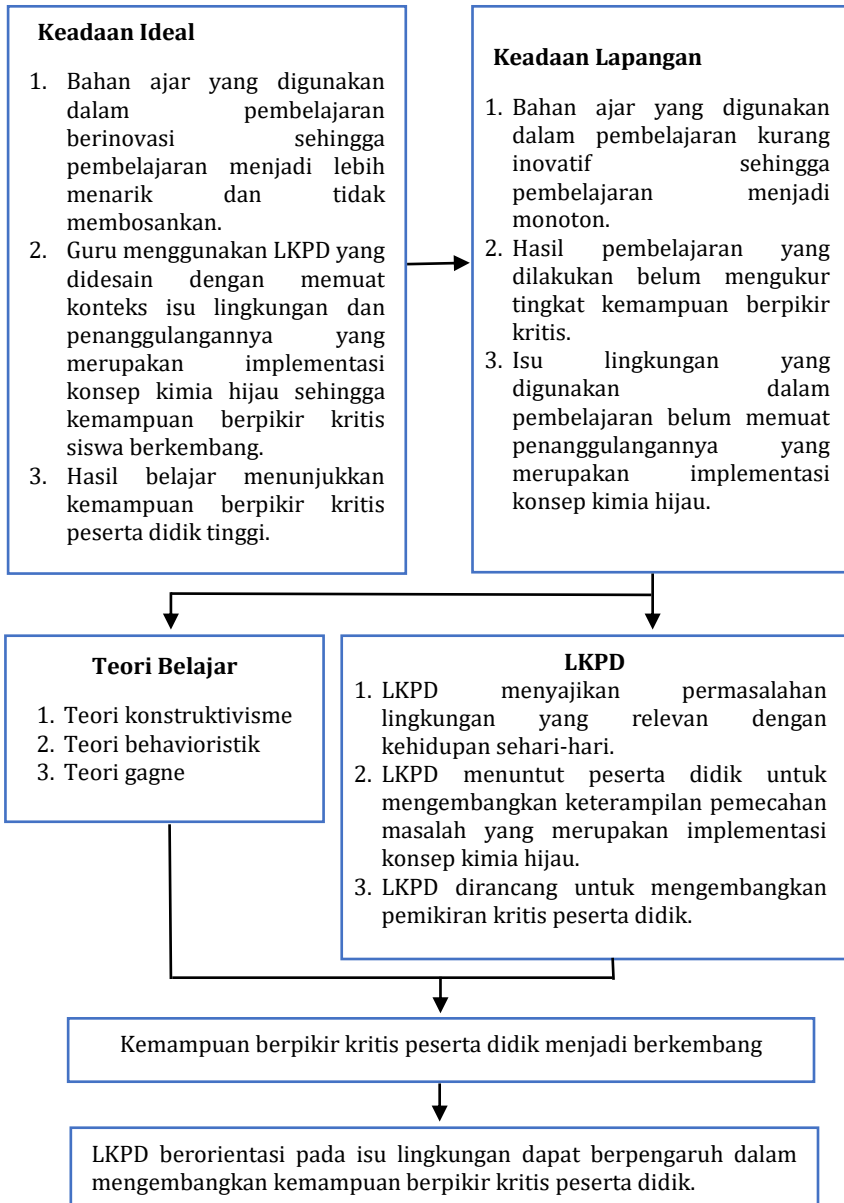 Keadaan Ideal
1. Bahan ajar yang digunakan
dalam pembelajaran
berinovasi sehingga
pembelajaran menjadi lebih
menarik dan tidak
membosankan.
2. Guru menggunakan LKPD yang
didesain dengan memuat
konteks isu lingkungan dan
penanggulangannya yang
merupakan implementasi
konsep kimia hijau sehingga
kemampuan berpikir kritis
siswa berkembang.
3. Hasil belajar menunjukkan
kemampuan berpikir kritis
peserta didik tinggi.
Keadaan Lapangan
1. Bahan ajar yang digunakan
dalam pembelajaran kurang
inovatif sehingga
pembelajaran menjadi
monoton.
2. Hasil pembelajaran yang
dilakukan belum mengukur
tingkat kemampuan berpikir
kritis.
3. Isu lingkungan yang
digunakan dalam
pembelajaran belum memuat
penanggulangannya yang
merupakan implementasi
konsep kimia hijau.
Teori Belajar
1. Teori konstruktivisme
2. Teori behavioristik
3. Teori gagne
LKPD
1. LKPD menyajikan permasalahan
lingkungan yang relevan dengan
kehidupan sehari-hari.
2. LKPD menuntut peserta didik untuk
mengembangkan keterampilan pemecahan
masalah yang merupakan implementasi
konsep kimia hijau.
3. LKPD dirancang untuk mengembangkan
pemikiran kritis peserta didik.
Kemampuan berpikir kritis peserta didik menjadi berkembang
LKPD berorientasi pada isu lingkungan dapat berpengaruh dalam
mengembangkan kemampuan berpikir kritis peserta didik.